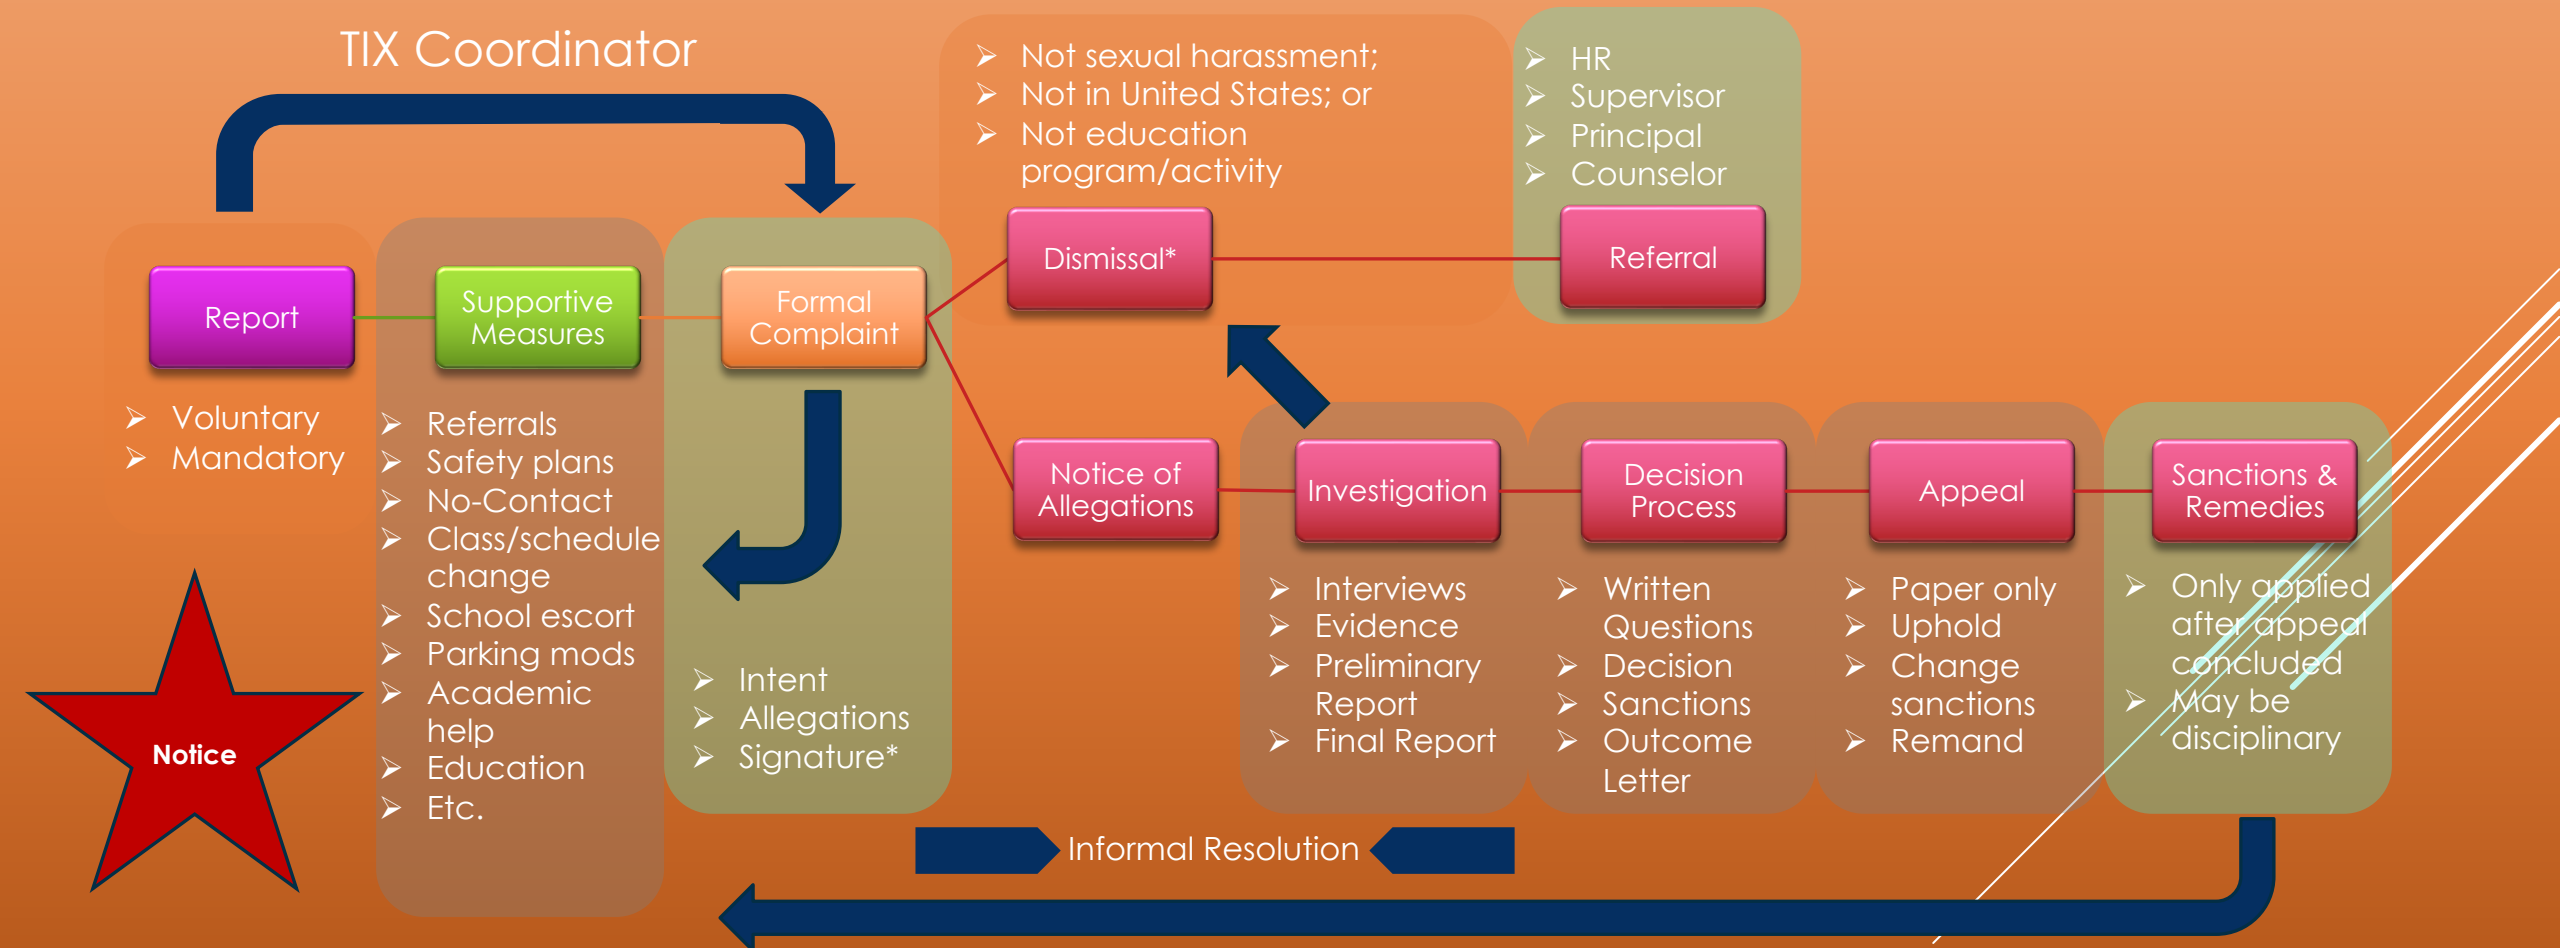 TIX Coordinator
Not sexual harassment;
Not in United States; or
Not education
program/activity
HR
Supervisor
Principal
Counselor
Dismissal*
Referral
Report
Supportive
Measures
Formal
Complaint
Voluntary
Mandatory
Referrals
Safety plans
No-Contact
Class/schedule
change
School escort
Parking mods
Academic
help
Education
Etc.
Intent
Allegations
Signature*
Notice of
Allegations
Investigation
Decision
Process
Appeal
Sanctions &
Remedies
Interviews
Evidence
Preliminary
Report
Final Report
Written
Questions
Decision
Sanctions
Outcome
Letter
Paper only
Uphold
Change
sanctions
Remand
Only applied
after appeal
concluded
May be
disciplinary
Notice
Informal Resolution